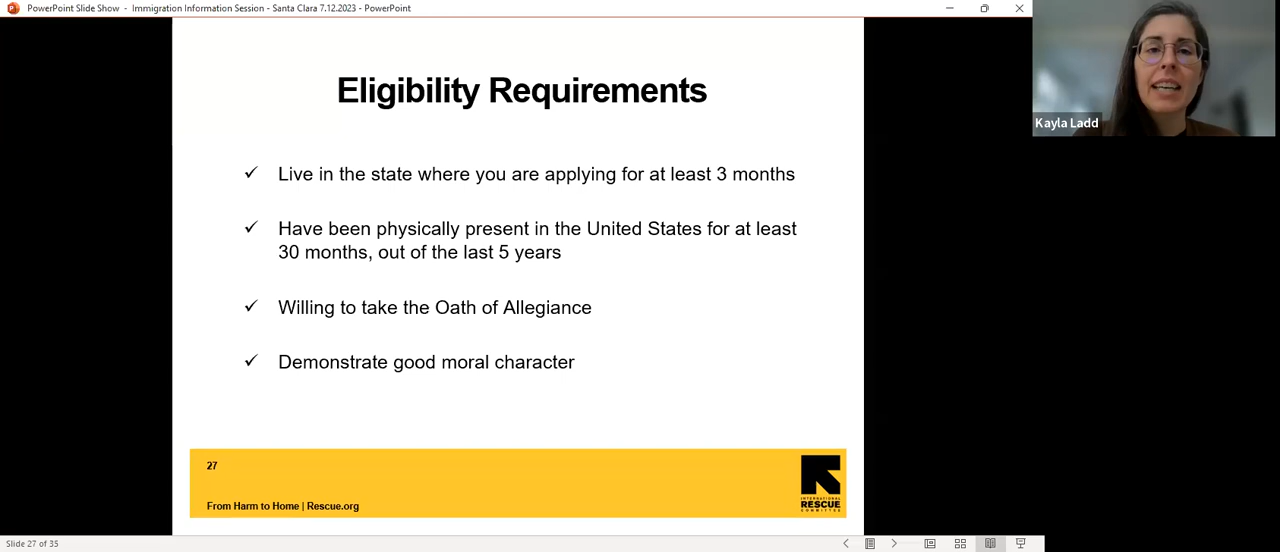 PowerPoint Slide Show - Immigration Information Session - Santa Clara 7.12.2023 - PowerPoint
Eligibility Requirements
Kayla Ladd
✓ Live in the state where you are applying for at least 3 months
✓ Have been physically present in the United States for at least
30 months, out of the last 5 years
✓ Willing to take the Oath of Allegiance
✓ Demonstrate good moral character
27
From Harm to Home | Rescue.org
INTERNATIONAL
RESCUE
COMMITTEE
Slide 27 of 35